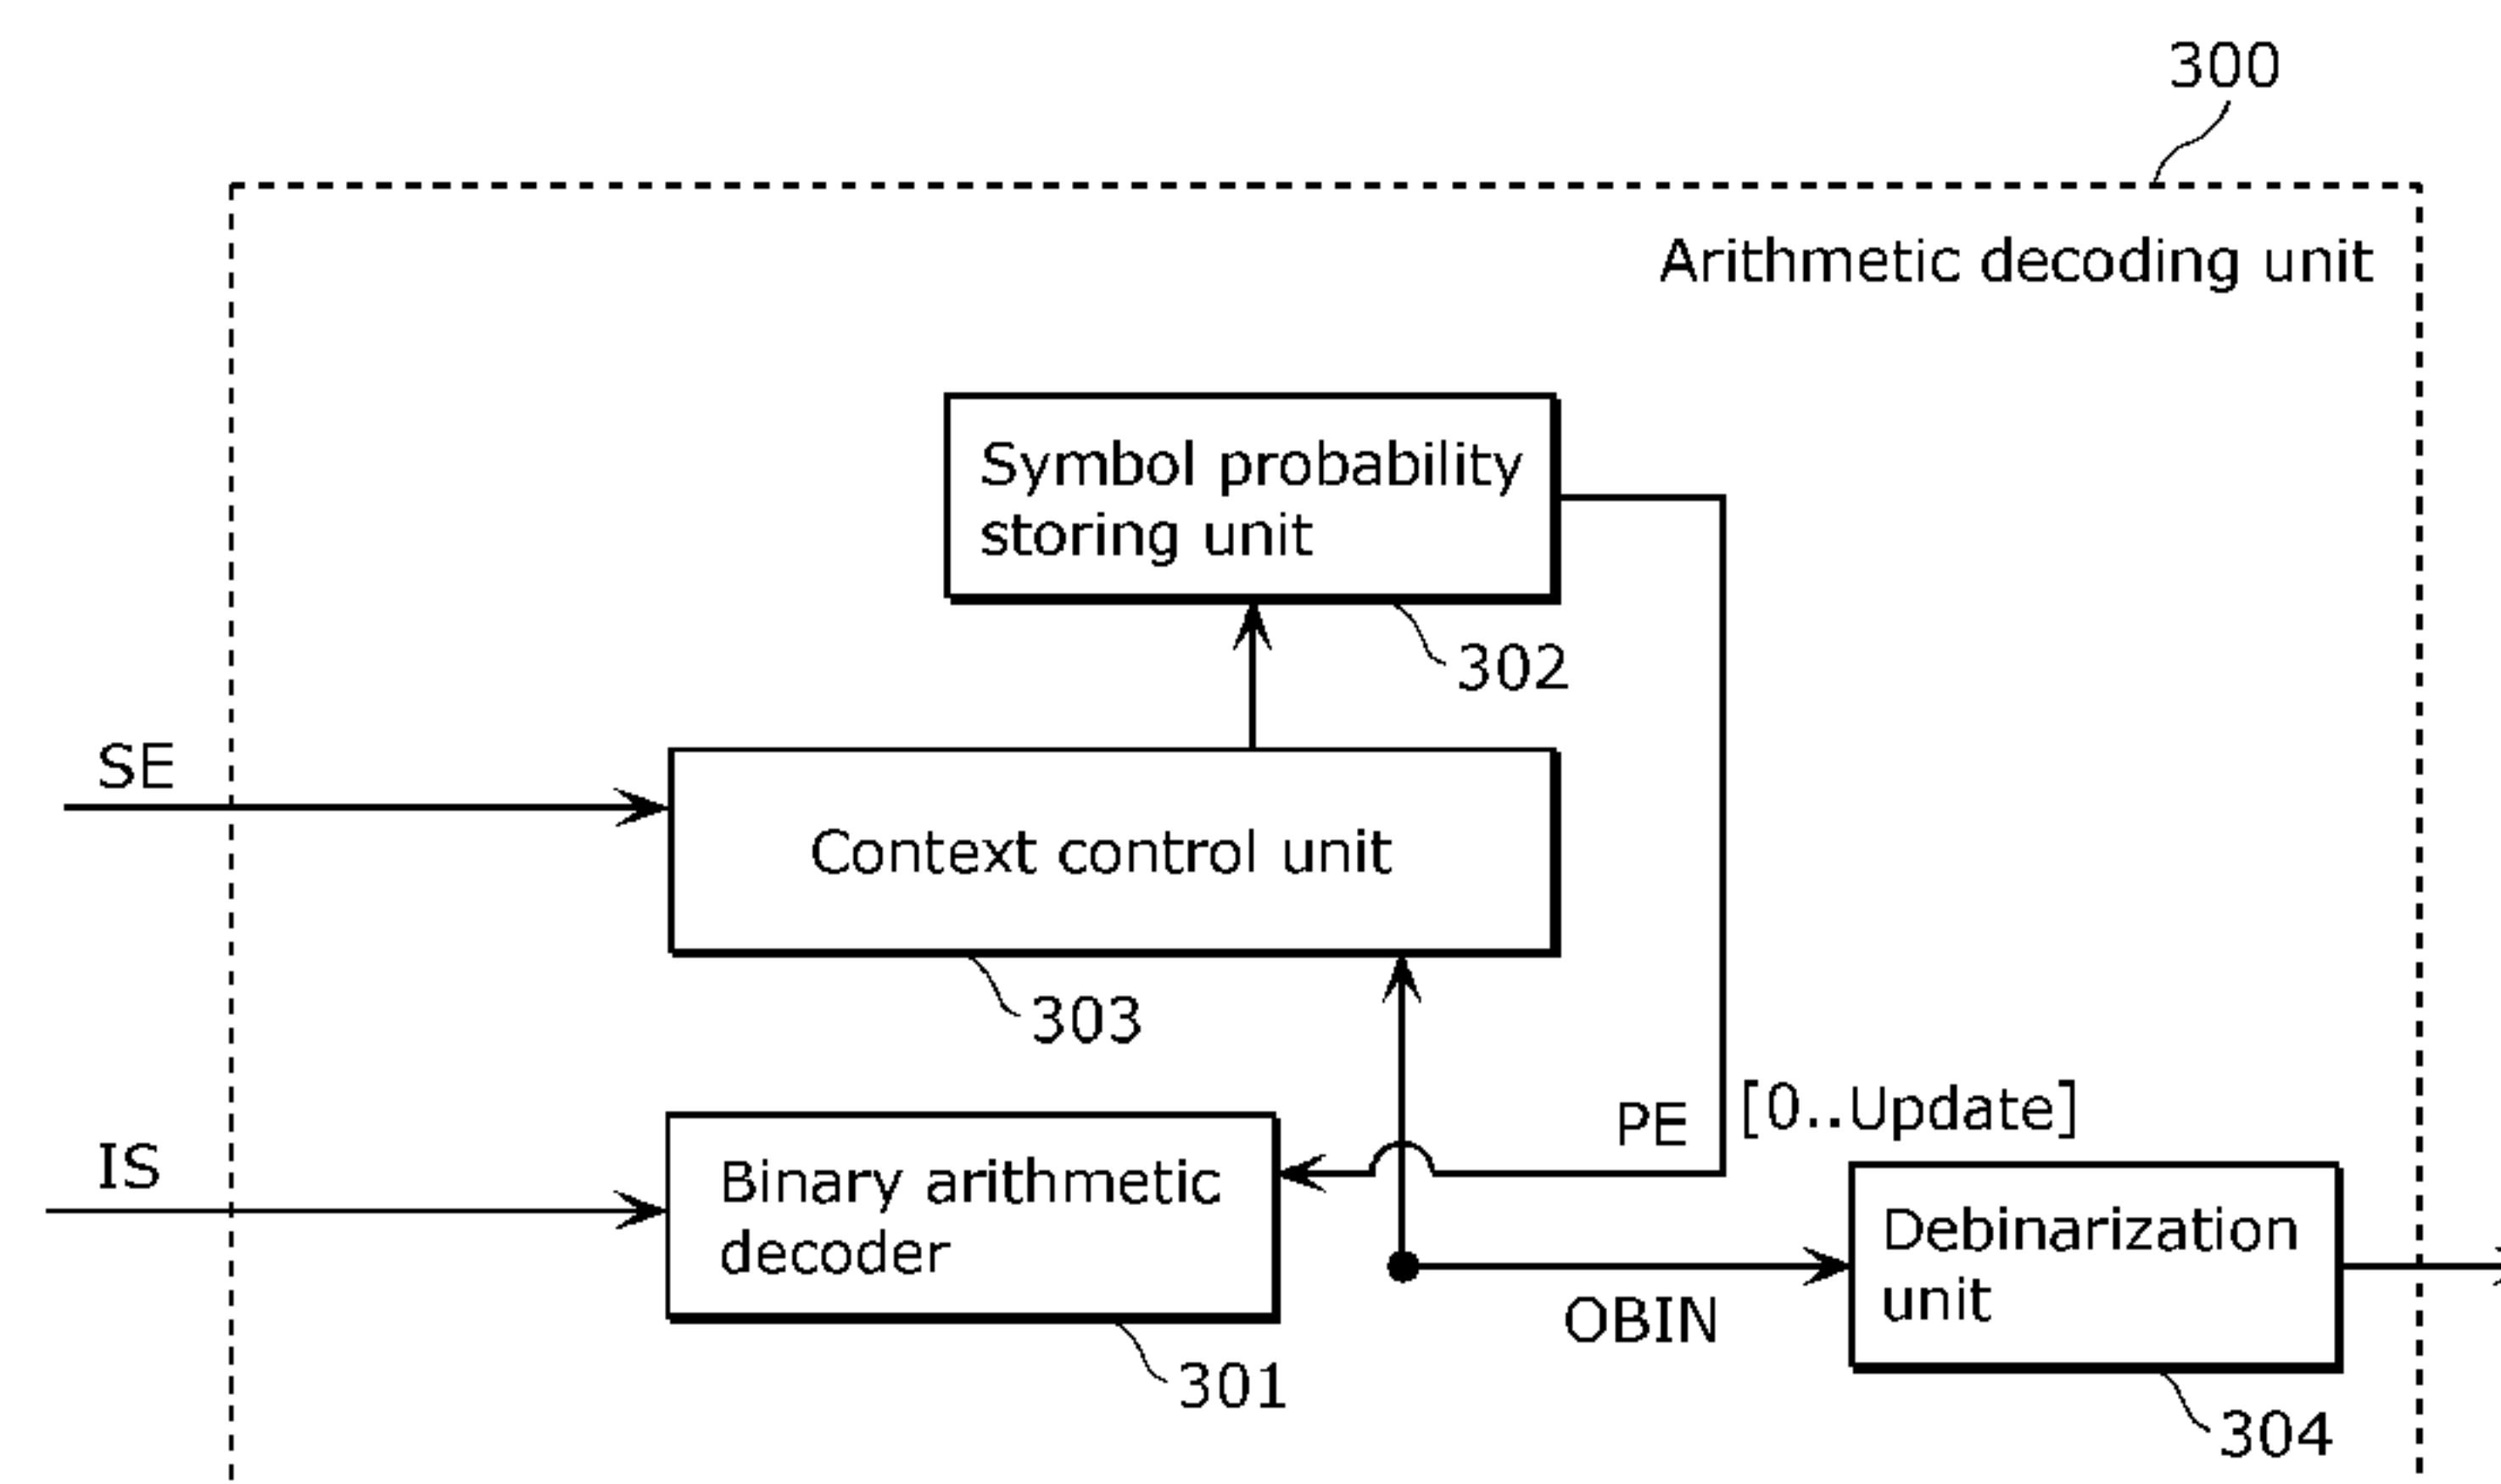 300
Arithmetic decoding unit
Symbol probability
storing unit
302
SE
Context control unit
303
PE
[0..Update]
IS
Binary arithmetic
decoder
Debinarization
unit
OBIN
301
304